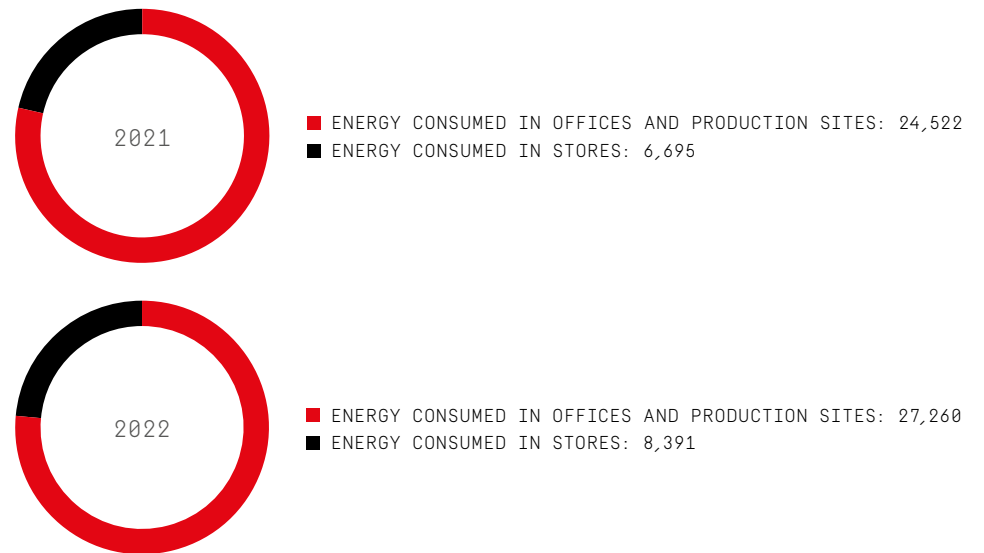 2021
ENERGY CONSUMED IN OFFICES AND PRODUCTION SITES: 24,522
ENERGY CONSUMED IN STORES: 6,695
2022
ENERGY CONSUMED IN OFFICES AND PRODUCTION SITES: 27,260
ENERGY CONSUMED IN STORES: 8,391